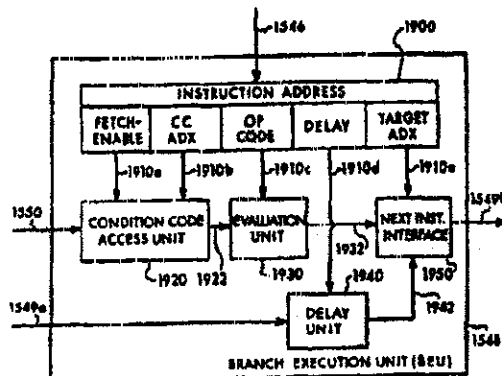 1546
1900
INSTRUCTION ADDRESS
FETCH-ENABLE
CC ADX
OP CODE
DELAY
TARGET ADX
1910a
1910b
1910c
1910d
1910e
1550
CONDITION CODE ACCESS UNIT
EVALUATION UNIT
NEXT INST. INTERFACE
1920
1922
1930
1932
1940
1950
1549a
DELAY UNIT
1942
1548
BRANCH EXECUTION UNIT (BEU)